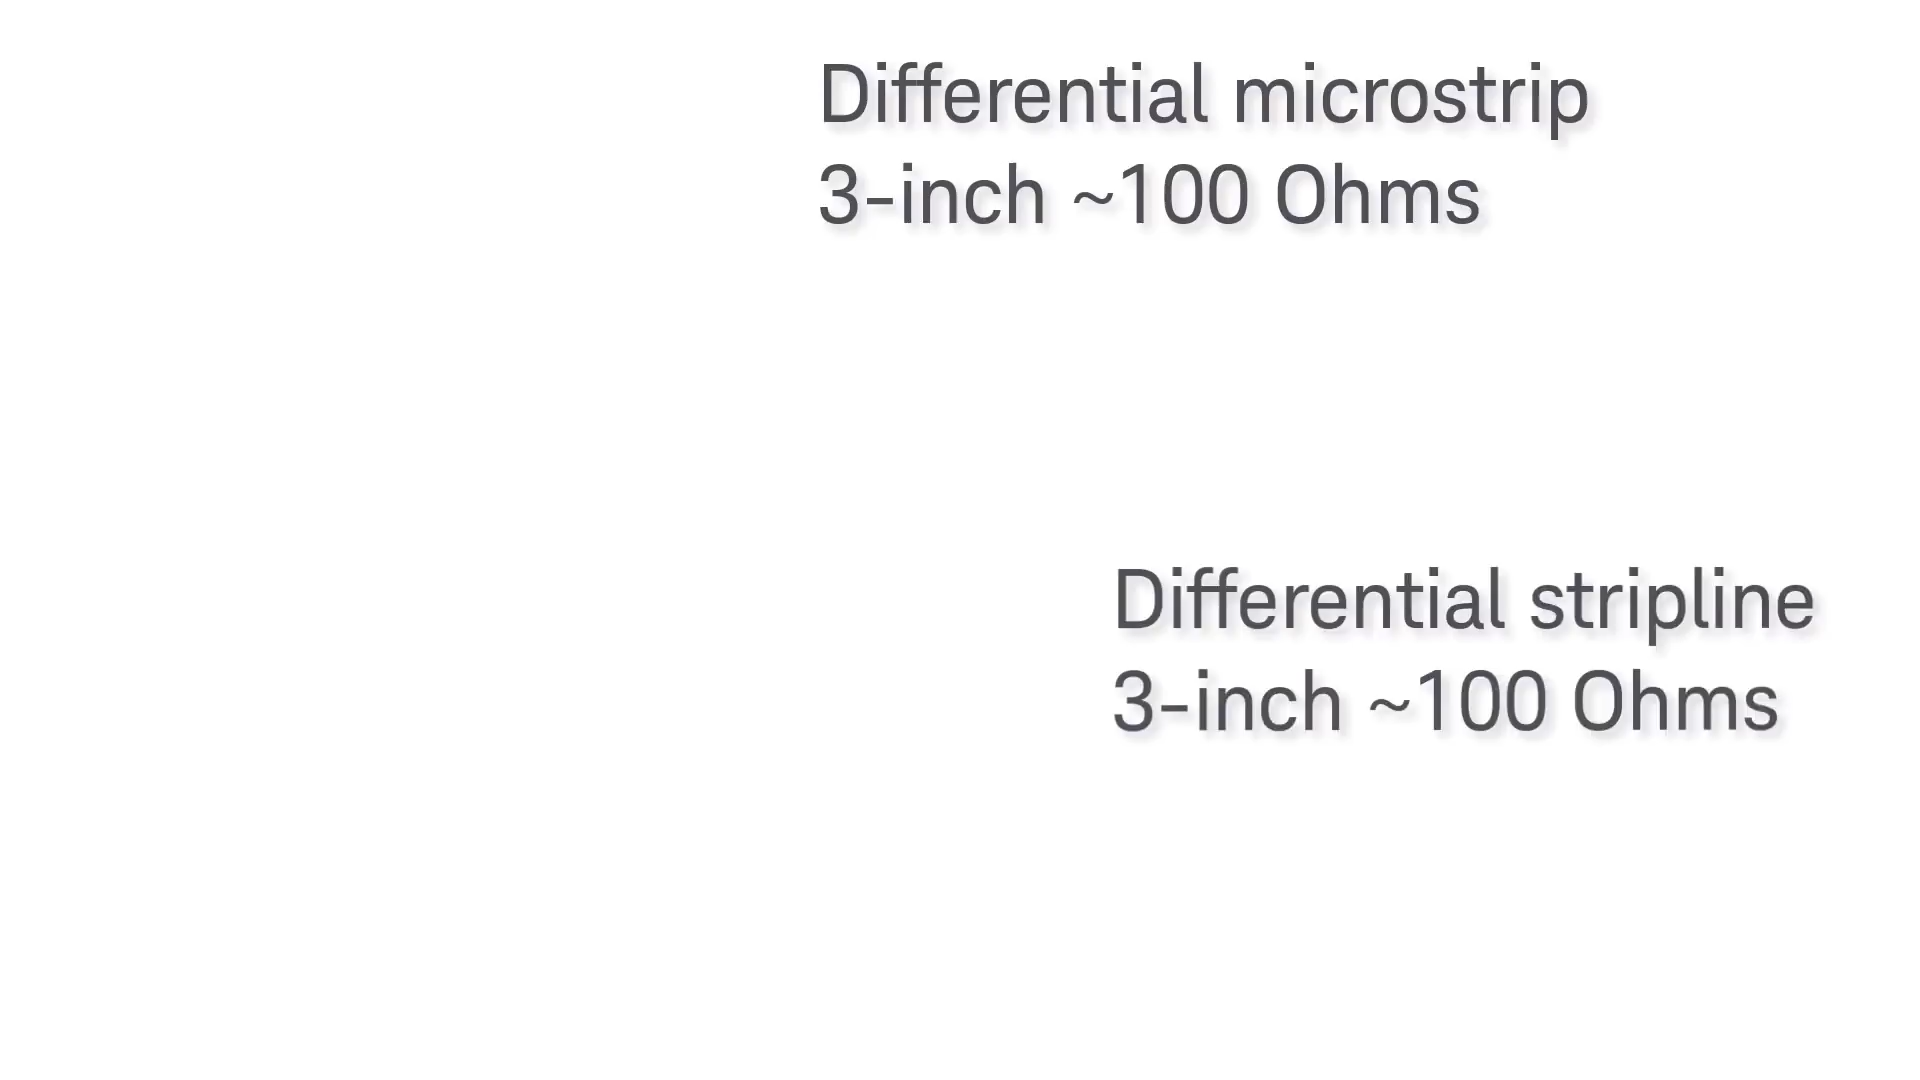 Differential microstrip
3-inch ~100 Ohms
Differential stripline
3-inch ~100 Ohms